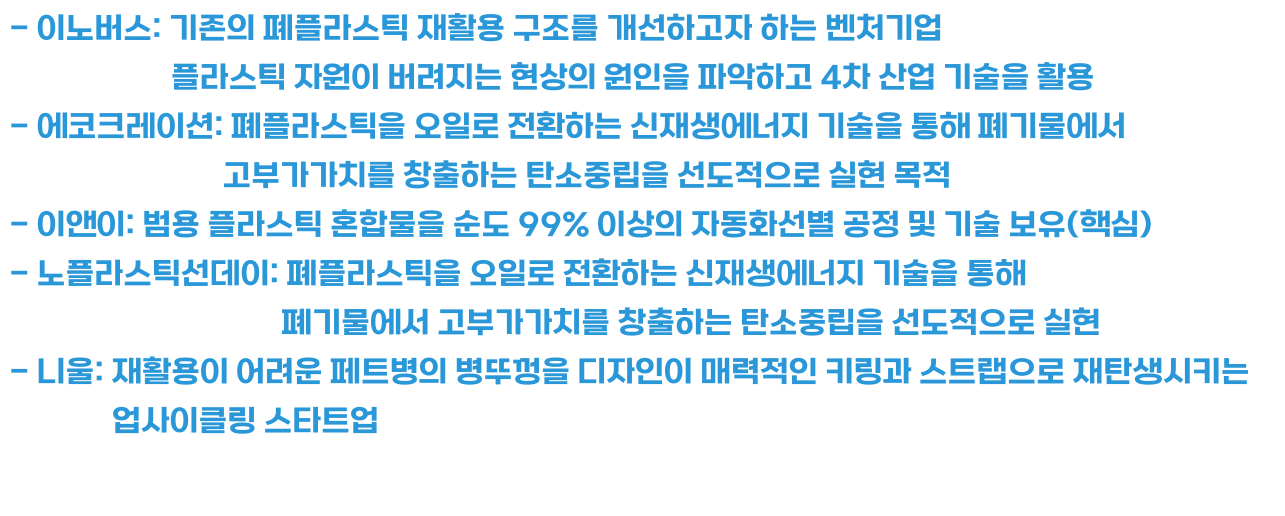 - 이노버스: 기존의 폐플라스틱 재활용 구조를 개선하고자 하는 벤처기업
플라스틱 자원이 버려지는 현상의 원인을 파악하고 4차 산업 기술을 활용
- 에코크레이션: 폐플라스틱을 오일로 전환하는 신재생에너지 기술을 통해 폐기물에서
고부가가치를 창출하는 탄소중립을 선도적으로 실현 목적
- 이앤이: 범용 플라스틱 혼합물을 순도 99% 이상의 자동화선별 공정 및 기술 보유(핵심)
- 노플라스틱선데이: 폐플라스틱을 오일로 전환하는 신재생에너지 기술을 통해
폐기물에서 고부가가치를 창출하는 탄소중립을 선도적으로 실현
- 니울: 재활용이 어려운 페트병의 병뚜껑을 디자인이 매력적인 키링과 스트랩으로 재탄생시키는
업사이클링 스타트업